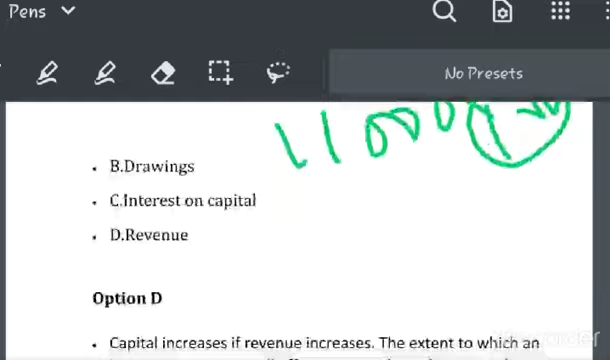 Pens
No Presets
11000
• B.Drawings
• C.Interest on capital
• D.Revenue
Option D
• Capital increases if revenue increases. The extent to which an